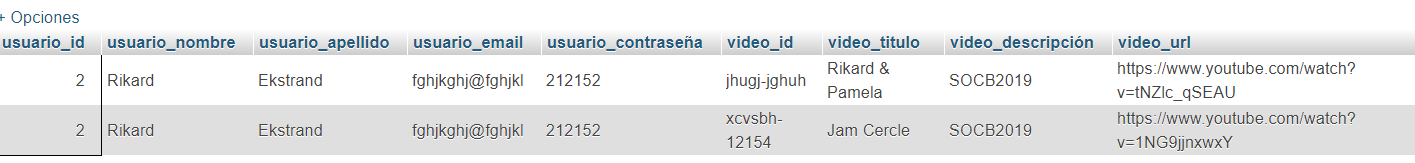 + Opciones
usuario_id usuario_nombre usuario_apellido usuario_email usuario_contraseña video_id video_titulo video_descripción video_url
2 Rikard Ekstrand fghjkghj@fghjkl 212152 jhugj-jghuh Rikard & Pamela SOCB2019 https://www.youtube.com/watch?v=tNZlc_qSEAU
2 Rikard Ekstrand fghjkghj@fghjkl 212152 xcvsbh-12154 Jam Cercle SOCB2019 https://www.youtube.com/watch?v=1NG9jjnxwxY